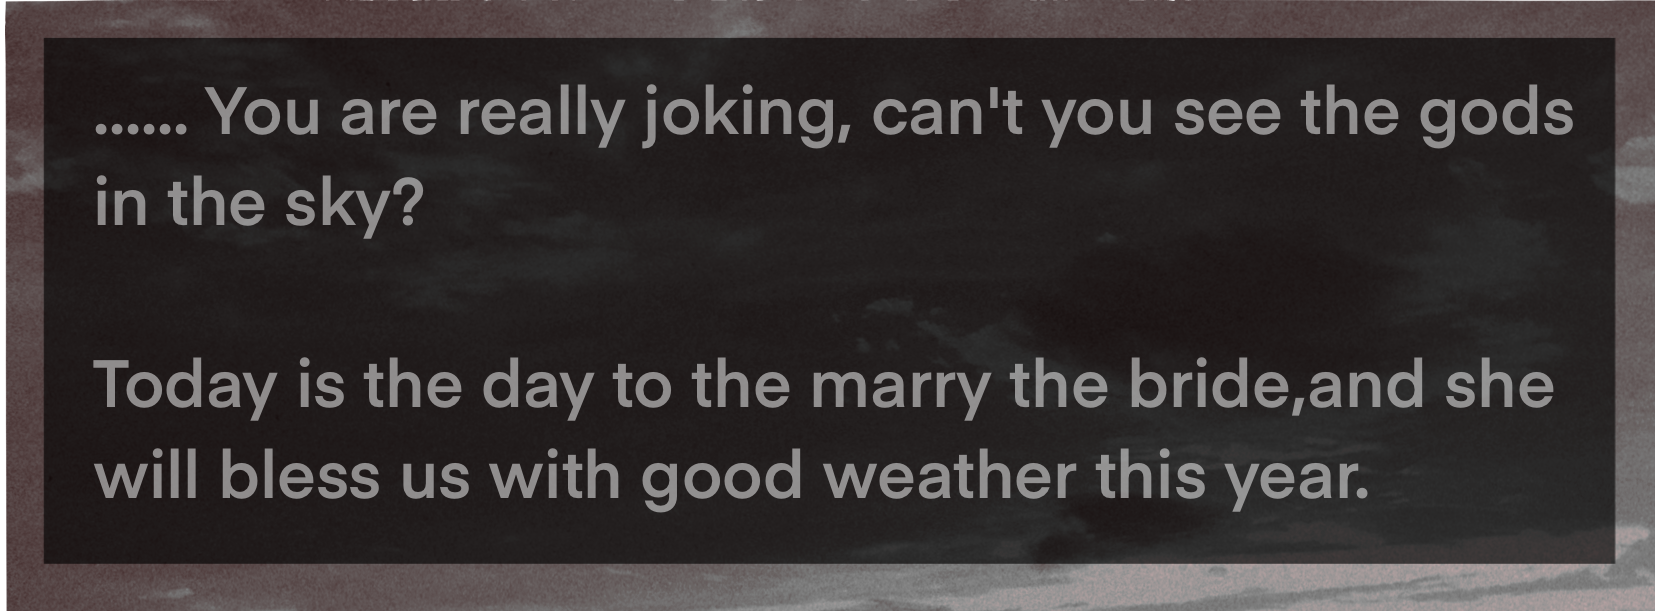 ...... You are really joking, can't you see the gods
in the sky?
Today is the day to the marry the bride,and she
will bless us with good weather this year.